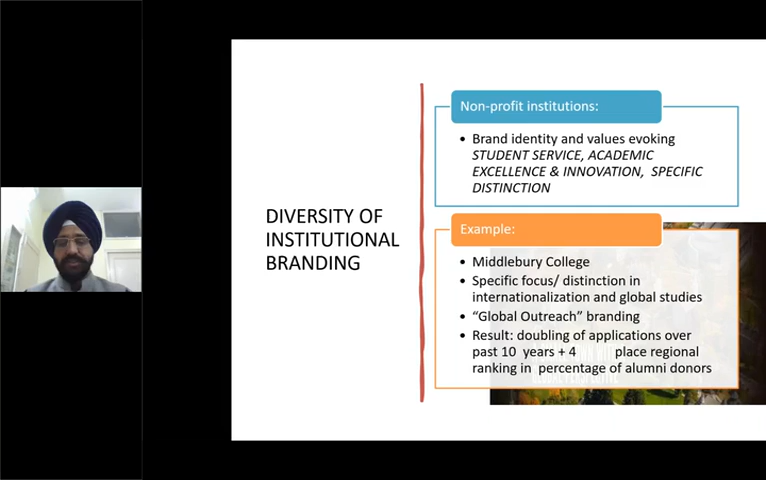 DIVERSITY OF
INSTITUTIONAL
BRANDING
Non-profit institutions:
• Brand identity and values evoking
STUDENT SERVICE, ACADEMIC
EXCELLENCE & INNOVATION, SPECIFIC
DISTINCTION
Example:
• Middlebury College
• Specific focus/ distinction in
internationalization and global studies
• “Global Outreach” branding
• Result: doubling of applications over
past 10 years + 4 place regional
ranking in percentage of alumni donors